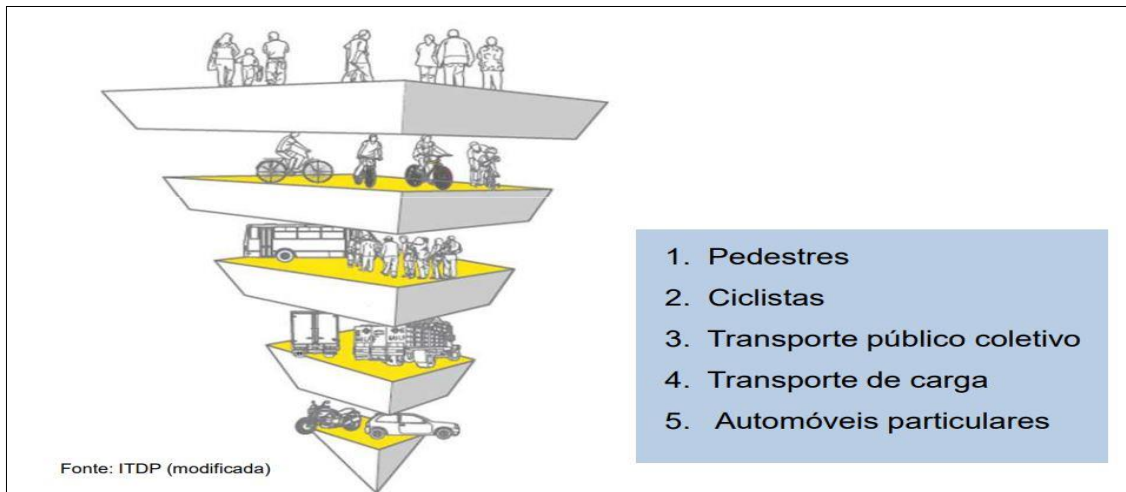 1. Pedestres
2. Ciclistas
3. Transporte público coletivo
4. Transporte de carga
5. Automóveis particulares
Fonte: ITDP (modificada)